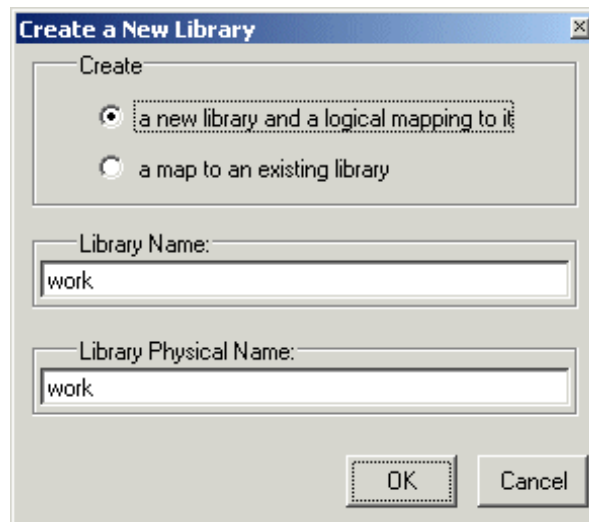 Create a New Library
Create
a new library and a logical mapping to it
a map to an existing library
Library Name:
work
Library Physical Name:
work
OK
Cancel